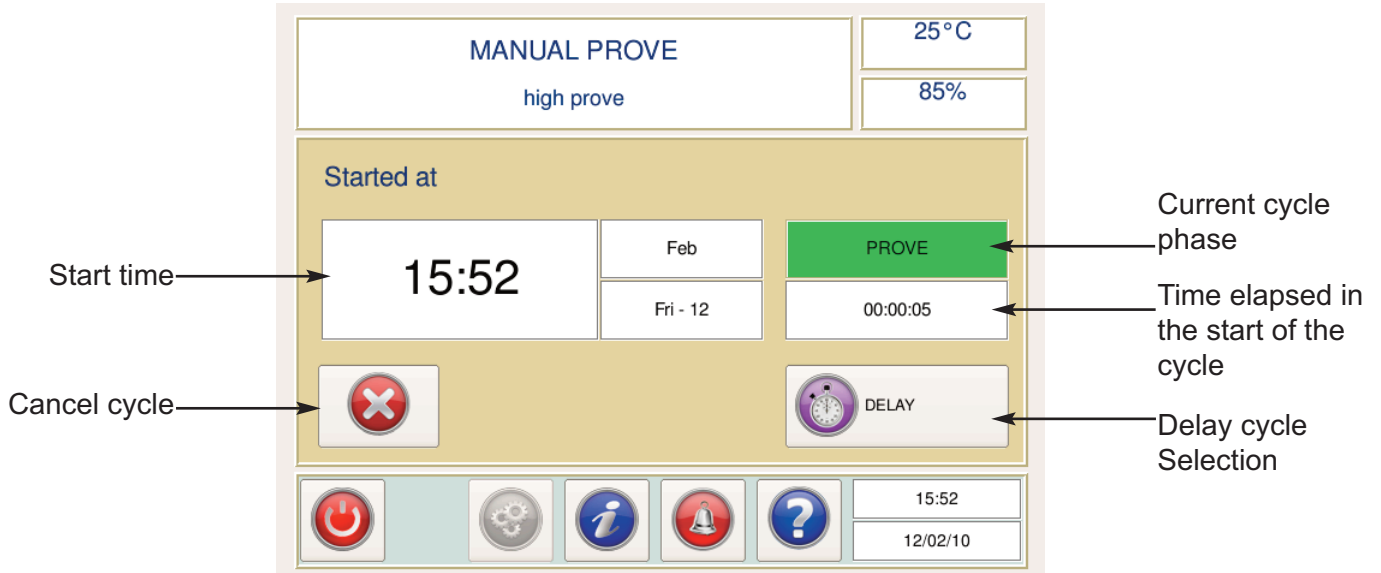 MANUAL PROVE
high prove
25°C
85%
Started at
15:52
Feb
Fri - 12
PROVE
00:00:05
DELAY
15:52
12/02/10
Start time
Cancel cycle
Current cycle
phase
Time elapsed in
the start of the
cycle
Delay cycle
Selection